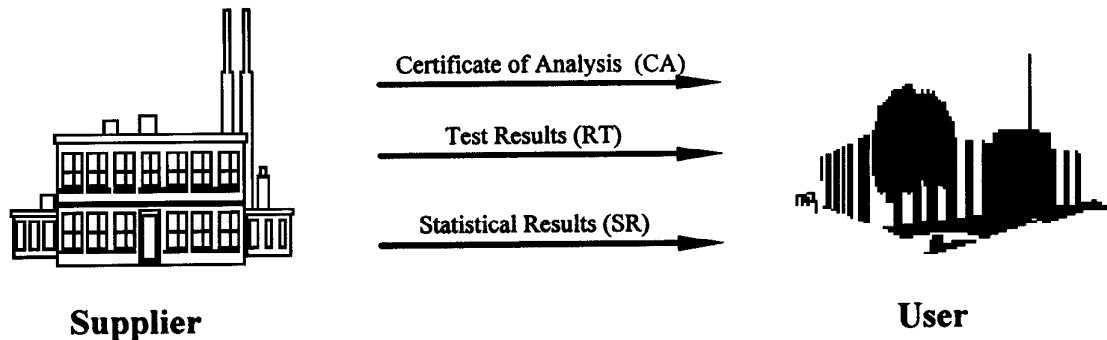 Certificate of Analysis (CA)
Test Results (RT)
Statistical Results (SR)
Supplier
User